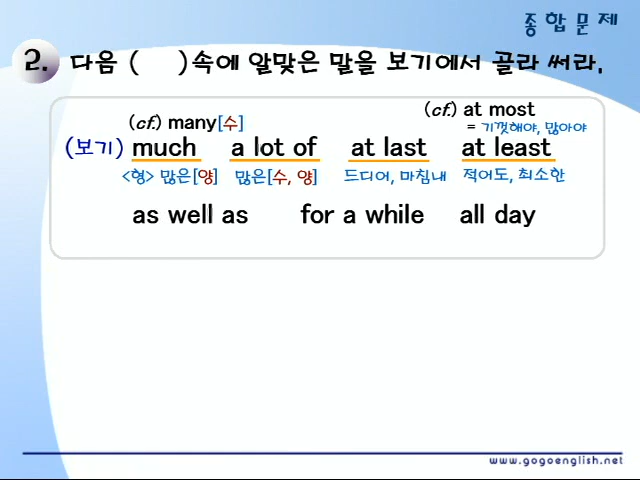 종합문제
2. 다음 (    )속에 알맞은 말을 보기에서 골라 써라.
(cf.) many[수]
(cf.) at most
= 기껏해야, 많아야
(보기) much a lot of at last at least
<형> 많은[양] 많은[수, 양] 드디어, 마침내 적어도, 최소한
as well as for a while all day
www.gogoenglish.net